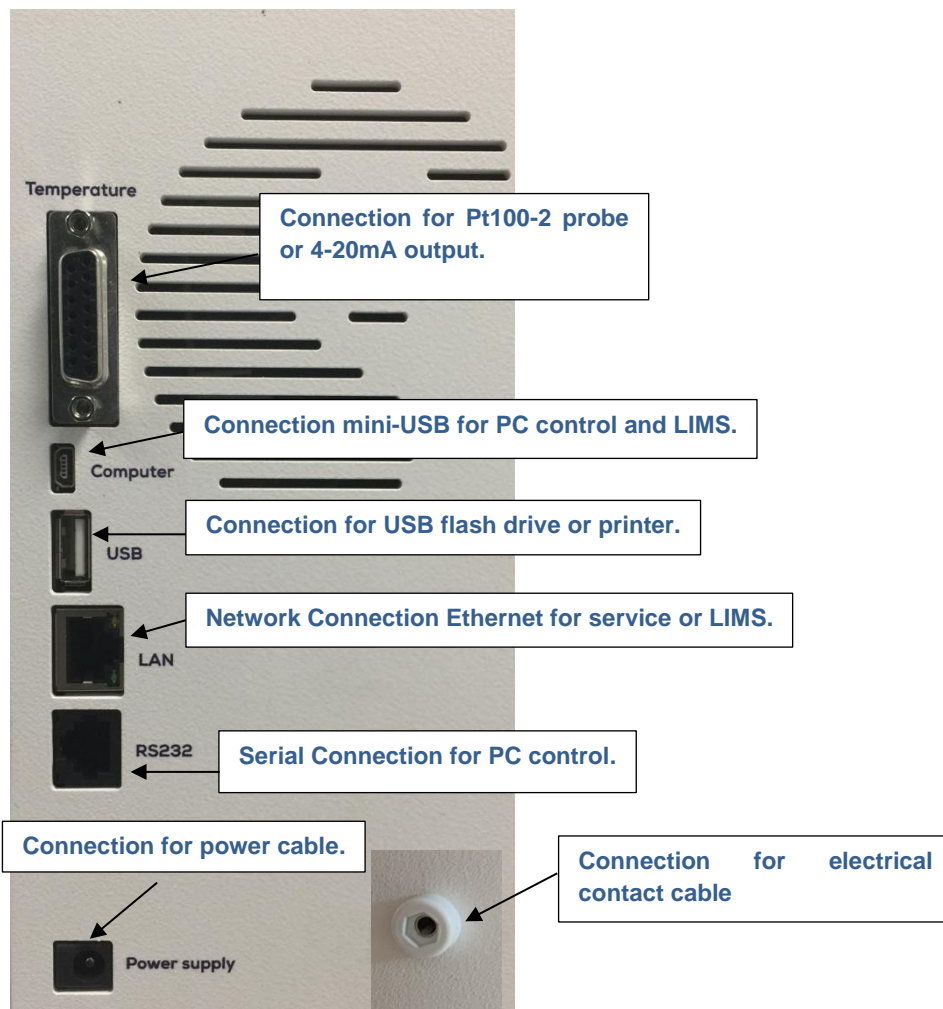 Temperature
Connection for Pt100-2 probe
or 4-20mA output.
Connection mini-USB for PC control and LIMS.
Computer
Connection for USB flash drive or printer.
USB
Network Connection Ethernet for service or LIMS.
LAN
RS232
Serial Connection for PC control.
Connection for power cable.
Connection for electrical
contact cable
Power supply